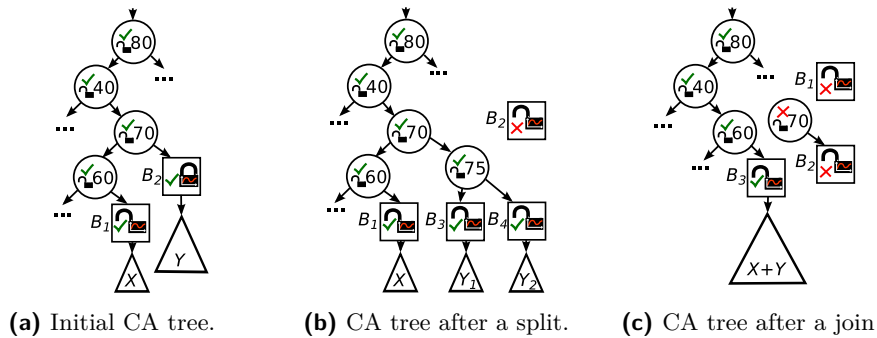 80
40
70
60
B2
B1
Y
X
(a) Initial CA tree.
80
40
70
B2
75
60
B1
B3
B4
X
Y1
Y2
(b) CA tree after a split.
80
B1
40
70
60
B2
B3
X+Y
(c) CA tree after a join